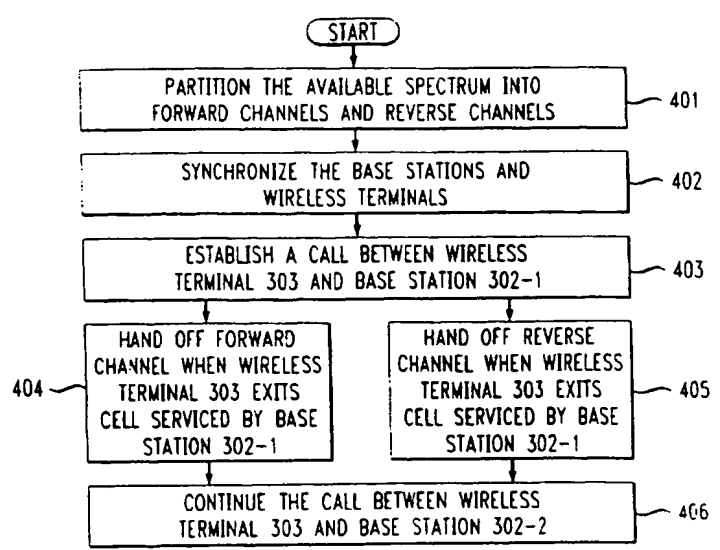 START
PARTITION THE AVAILABLE SPECTRUM INTO
FORWARD CHANNELS AND REVERSE CHANNELS
401
SYNCHRONIZE THE BASE STATIONS AND
WIRELESS TERMINALS
402
ESTABLISH A CALL BETWEEN WIRELESS
TERMINAL 303 AND BASE STATION 302-1
403
HAND OFF FORWARD
CHANNEL WHEN WIRELESS
TERMINAL 303 EXITS
CELL SERVICED BY BASE
STATION 302-1
404
HAND OFF REVERSE
CHANNEL WHEN WIRELESS
TERMINAL 303 EXITS
CELL SERVICED BY BASE
STATION 302-1
405
CONTINUE THE CALL BETWEEN WIRELESS
TERMINAL 303 AND BASE STATION 302-2
406